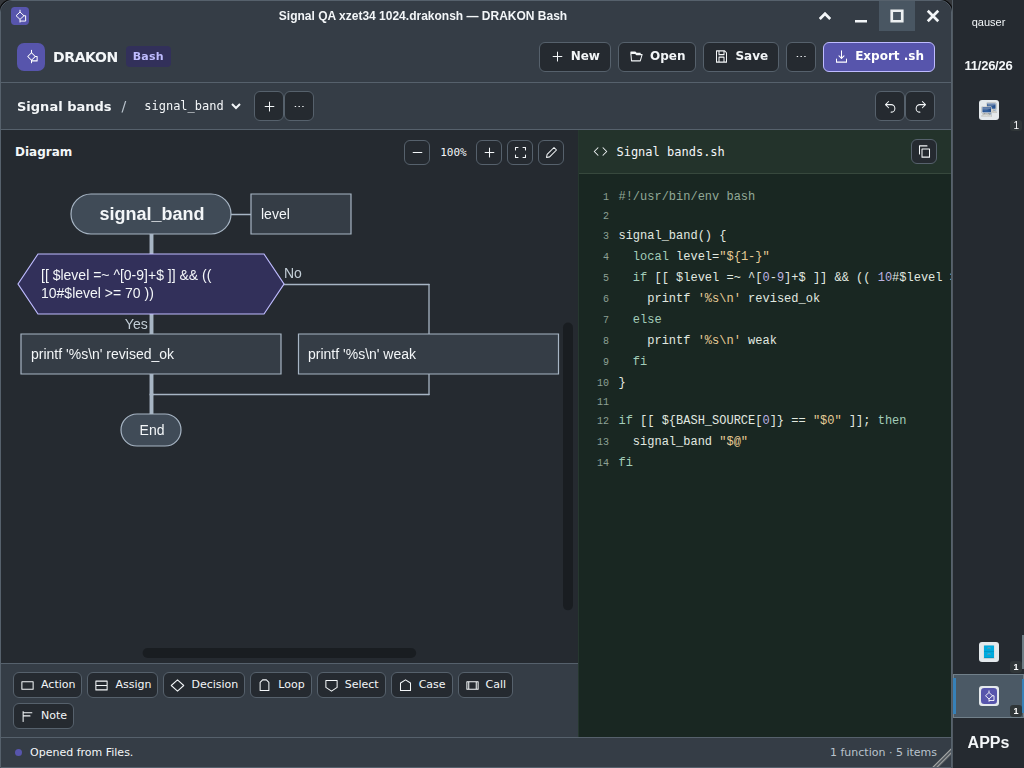 Signal QA xzet34 1024.drakonsh — DRAKON Bash
DRAKON Bash
New
Open
Save
...
Export .sh
Signal bands / signal_band
...
Diagram
100%
signal_band
level
[[ $level =~ ^[0-9]+$ ]] && ((
10#$level >= 70 ))
No
Yes
printf '%s\n' revised_ok
printf '%s\n' weak
End
Action
Assign
Decision
Loop
Select
Case
Call
Note
<> Signal bands.sh
1 #!/usr/bin/env bash
2
3 signal_band() {
4 local level="${1-}"
5 if [[ $level =~ ^[0-9]+$ ]] && (( 10#$level
6 printf '%s\n' revised_ok
7 else
8 printf '%s\n' weak
9 fi
10 }
11
12 if [[ ${BASH_SOURCE[0]} == "$0" ]]; then
13 signal_band "$@"
14 fi
Opened from Files.
1 function · 5 items
qauser
11/26/26
1
1
1
APPs